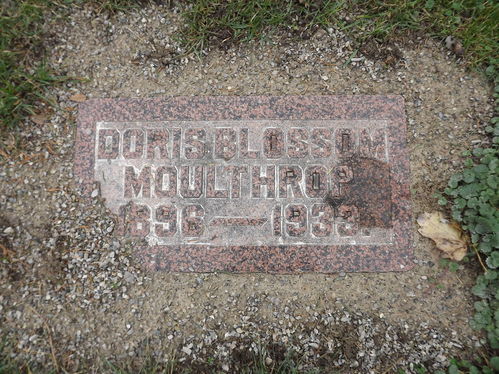 DORIS BLOSSOM
MOULTHROP
1896 — 1933.